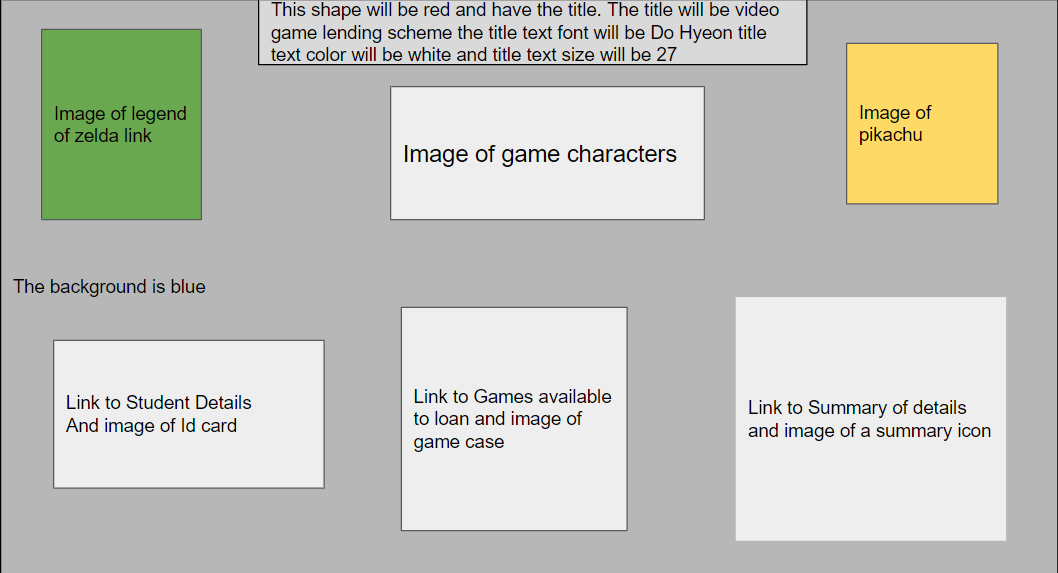 This shape will be red and have the title. The title will be video
game lending scheme the title text font will be Do Hyeon title
text color will be white and title text size will be 27
Image of legend
of zelda link
Image of game characters
Image of
pikachu
The background is blue
Link to Student Details
And image of Id card
Link to Games available
to loan and image of
game case
Link to Summary of details
and image of a summary icon